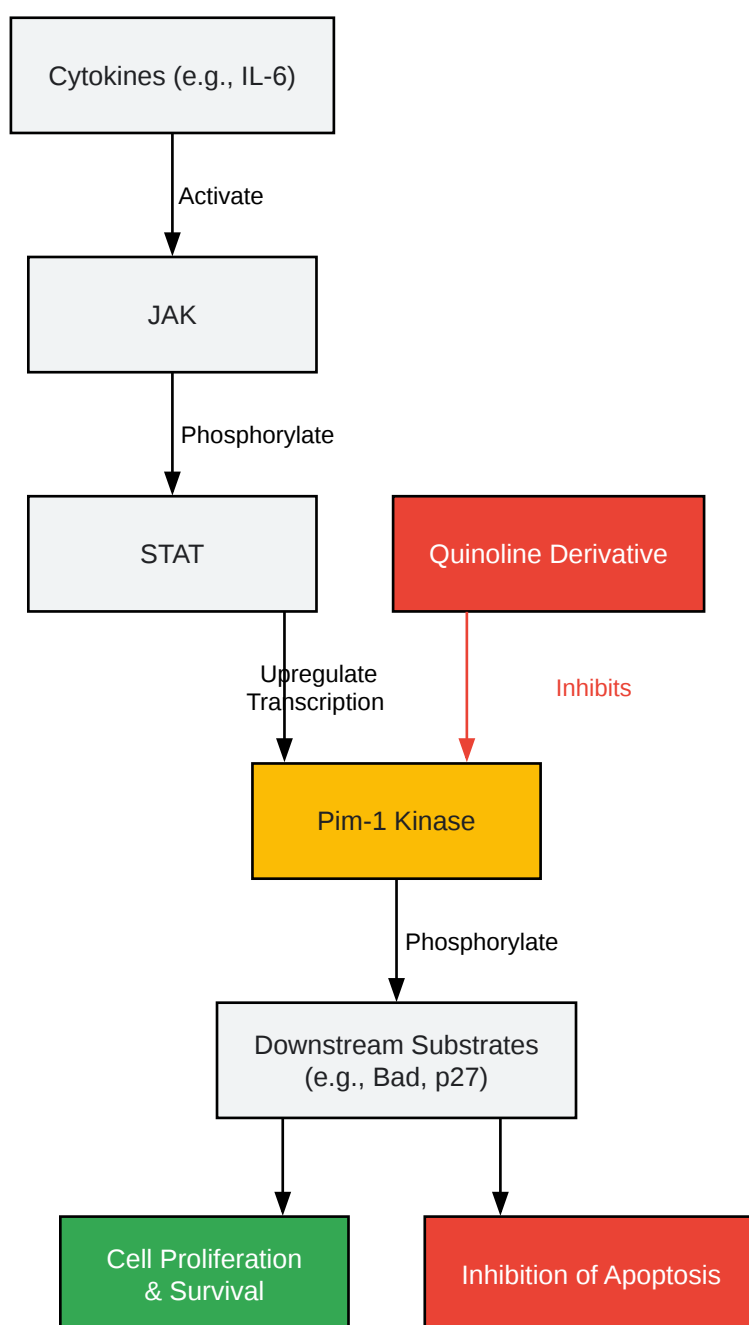 Cytokines (e.g., IL-6)
Activate
JAK
Phosphorylate
STAT
Quinoline Derivative
Upregulate
Transcription
Inhibits
Pim-1 Kinase
Phosphorylate
Downstream Substrates
(e.g., Bad, p27)
Cell Proliferation
& Survival
Inhibition of Apoptosis